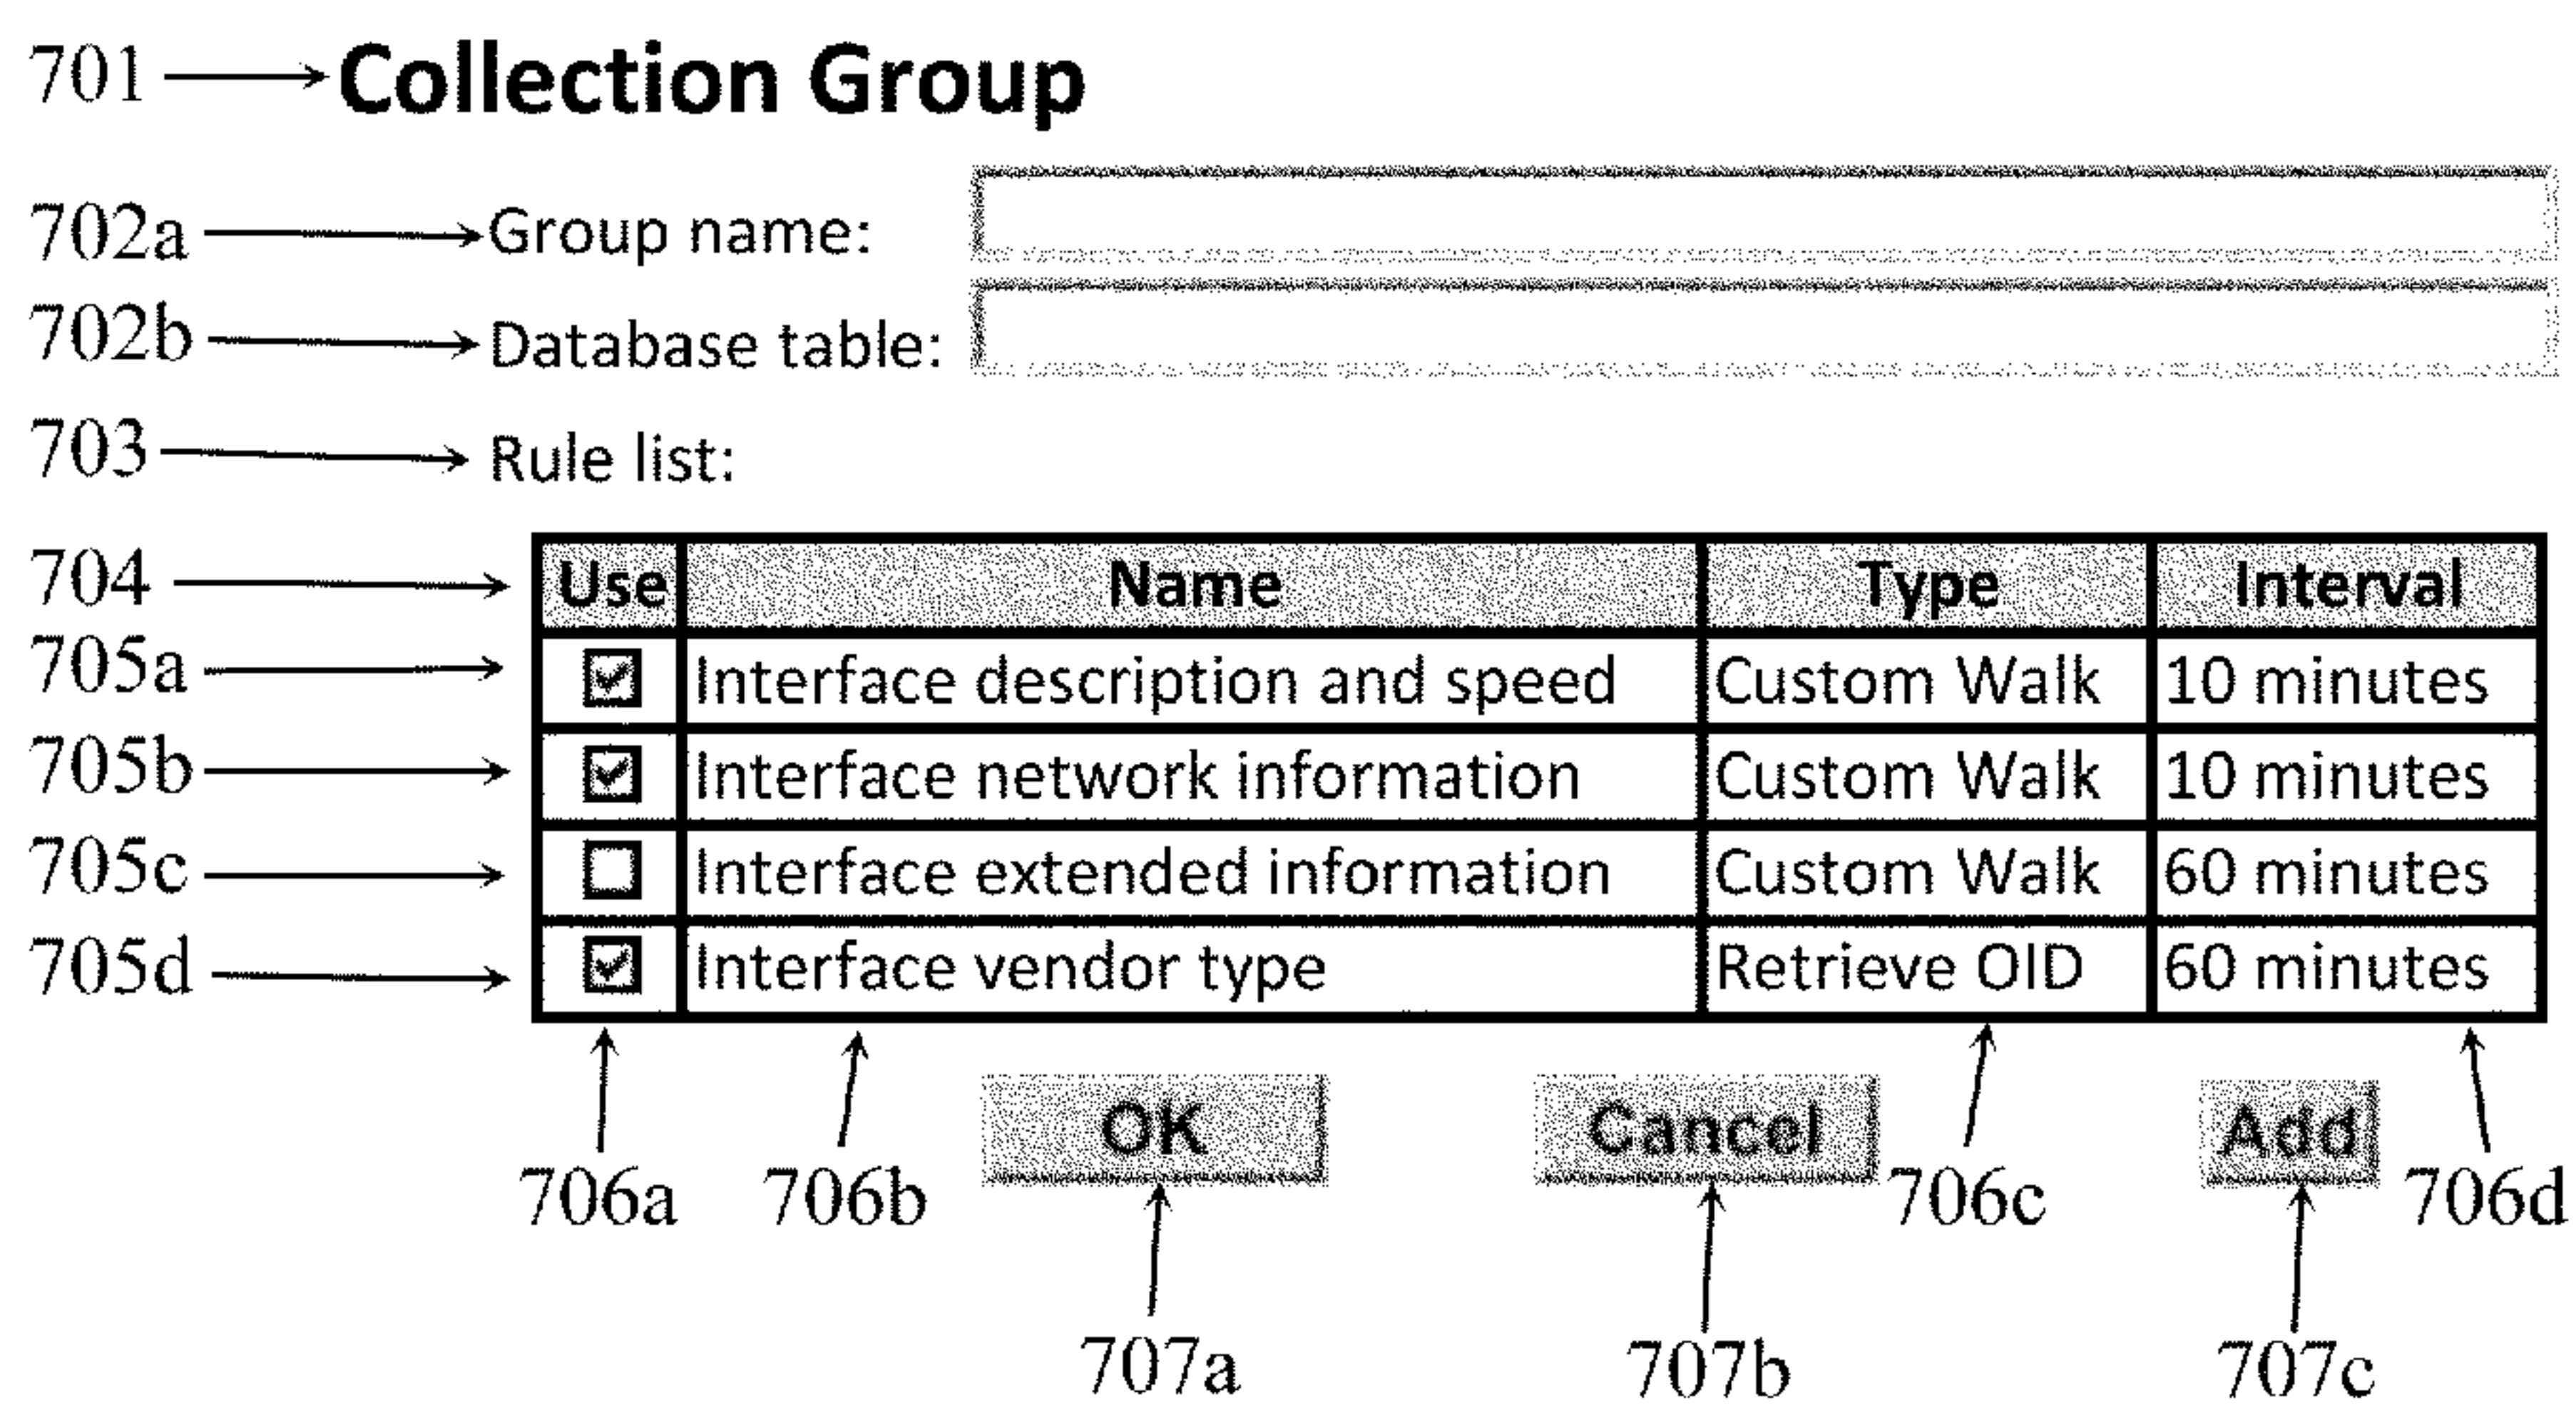 701 Collection Group
702a Group name:
702b Database table:
703 Rule list:
704 Use Name Type Interval
705a Interface description and speed Custom Walk 10 minutes
705b Interface network information Custom Walk 10 minutes
705c Interface extended information Custom Walk 60 minutes
705d Interface vendor type Retrieve OID 60 minutes
OK Cancel Add
706a 706b 706c 706d
707a 707b 707c